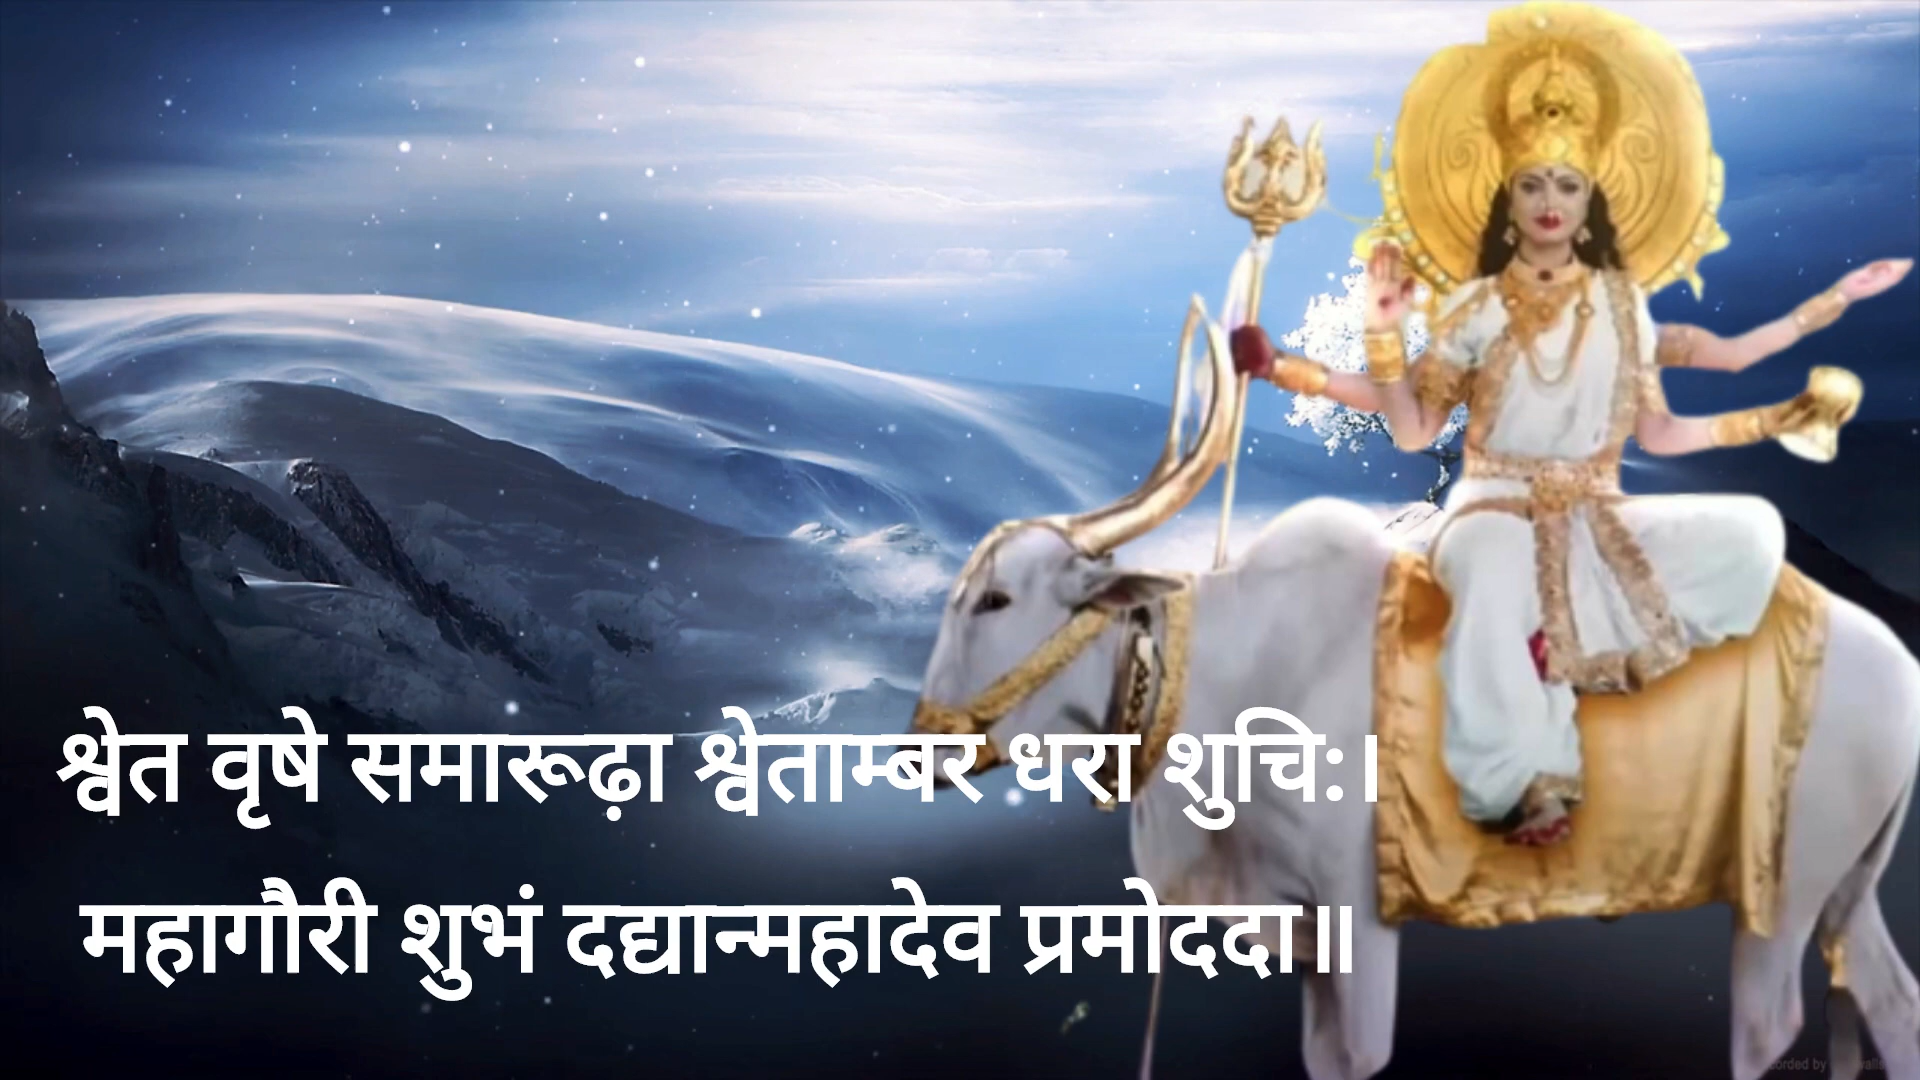 श्वेत वृषे समारूढ़ा श्वेताम्बर धरा शुचि:।
महागौरी शुभं दद्यान्महादेव प्रमोददा॥